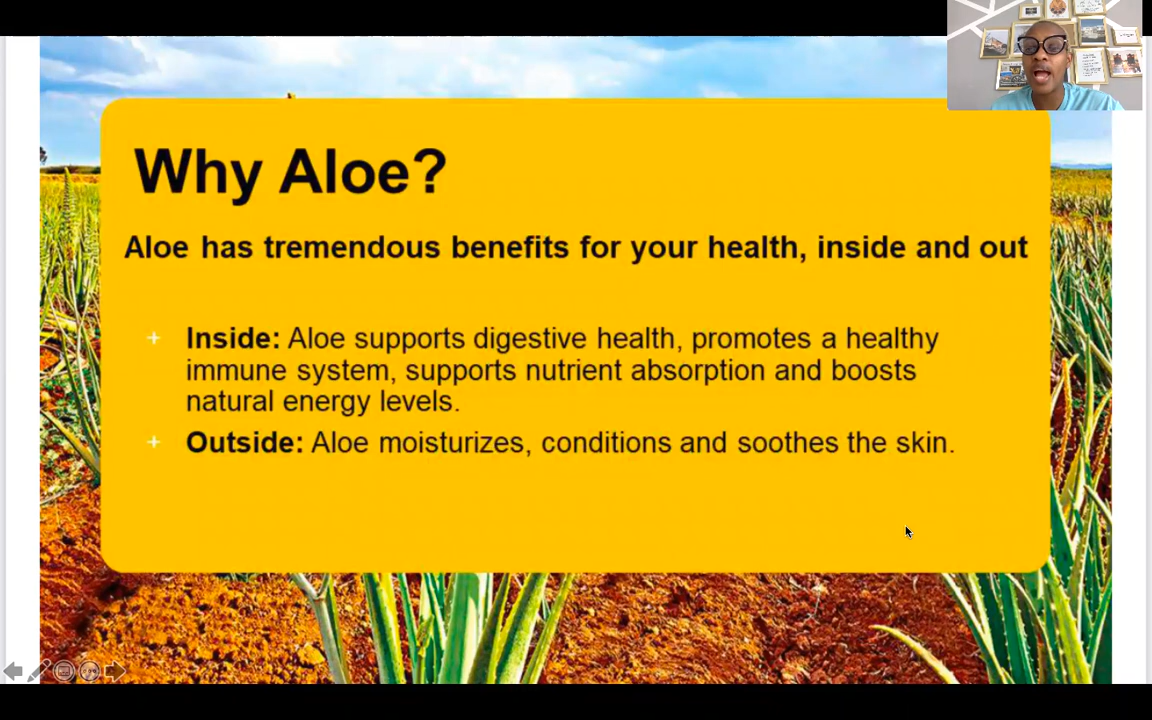 Why Aloe?
Aloe has tremendous benefits for your health, inside and out
+ Inside: Aloe supports digestive health, promotes a healthy
immune system, supports nutrient absorption and boosts
natural energy levels.
+ Outside: Aloe moisturizes, conditions and soothes the skin.